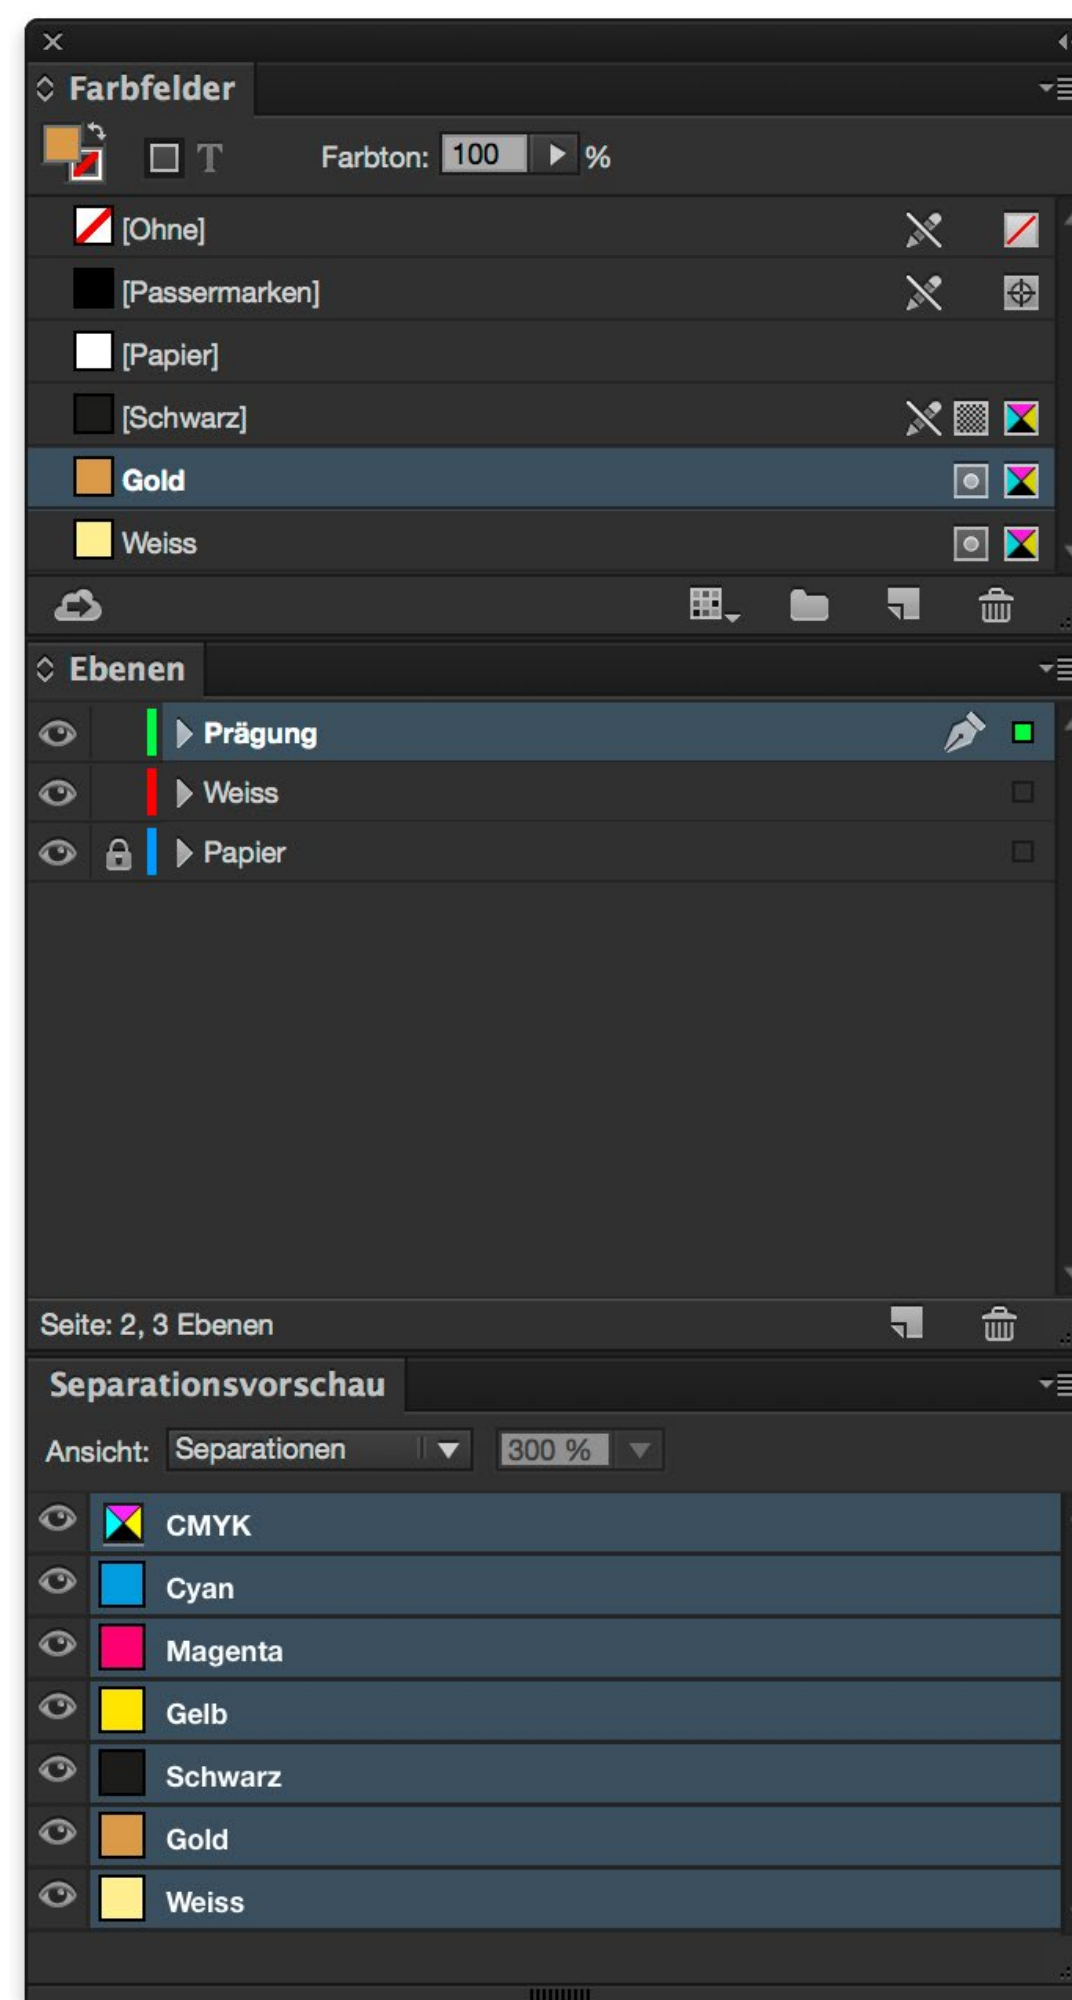 Farbfelder
T Farbton: 100 %
[Ohne]
[Passermarken]
[Papier]
[Schwarz]
Gold
Weiss
Ebenen
Prägung
Weiss
Papier
Seite: 2, 3 Ebenen
Separationsvorschau
Ansicht: Separationen 300 %
CMYK
Cyan
Magenta
Gelb
Schwarz
Gold
Weiss